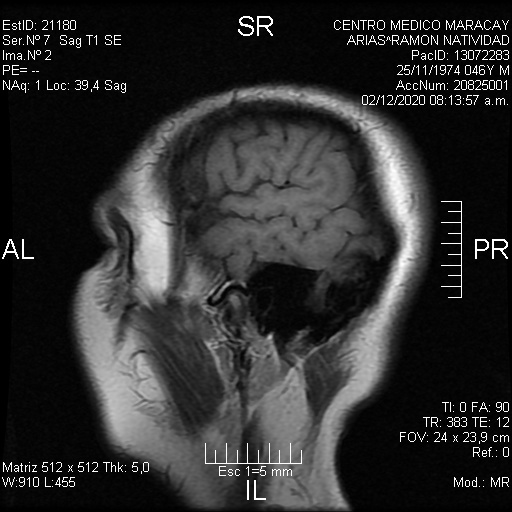 EstID: 21180
Ser.Nº 7 Sag T1 SE
Ima.Nº 2
PE= --
NAq: 1 Loc: 39,4 Sag
SR
CENTRO MEDICO MARACAY
ARIAS^RAMON NATIVIDAD
PacID: 13072283
25/11/1974 046Y M
AccNum: 20825001
02/12/2020 08:13:57 a.m.
AL
PR
TI: 0 FA: 90
TR: 383 TE: 12
FOV: 24 x 23,9 cm
Ref.: 0
Matriz 512 x 512 Thk: 5,0
W:910 L:455
Esc 1=5 mm
IL
Mod.: MR